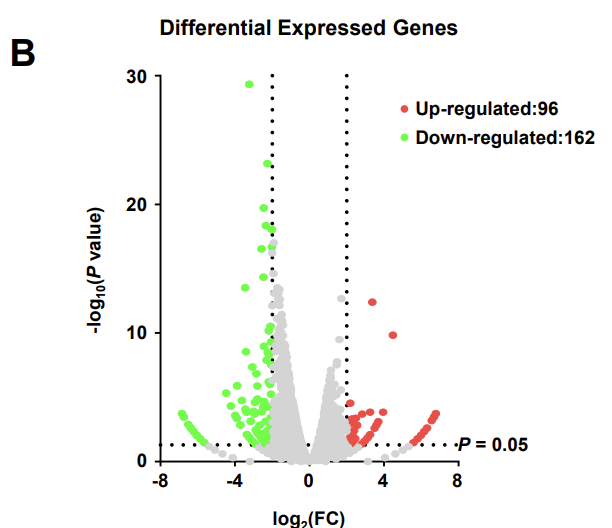 Differential Expressed Genes
B
30
20
10
0
-log10(P value)
Up-regulated:96
Down-regulated:162
P = 0.05
-8
-4
0
4
8
log2(FC)